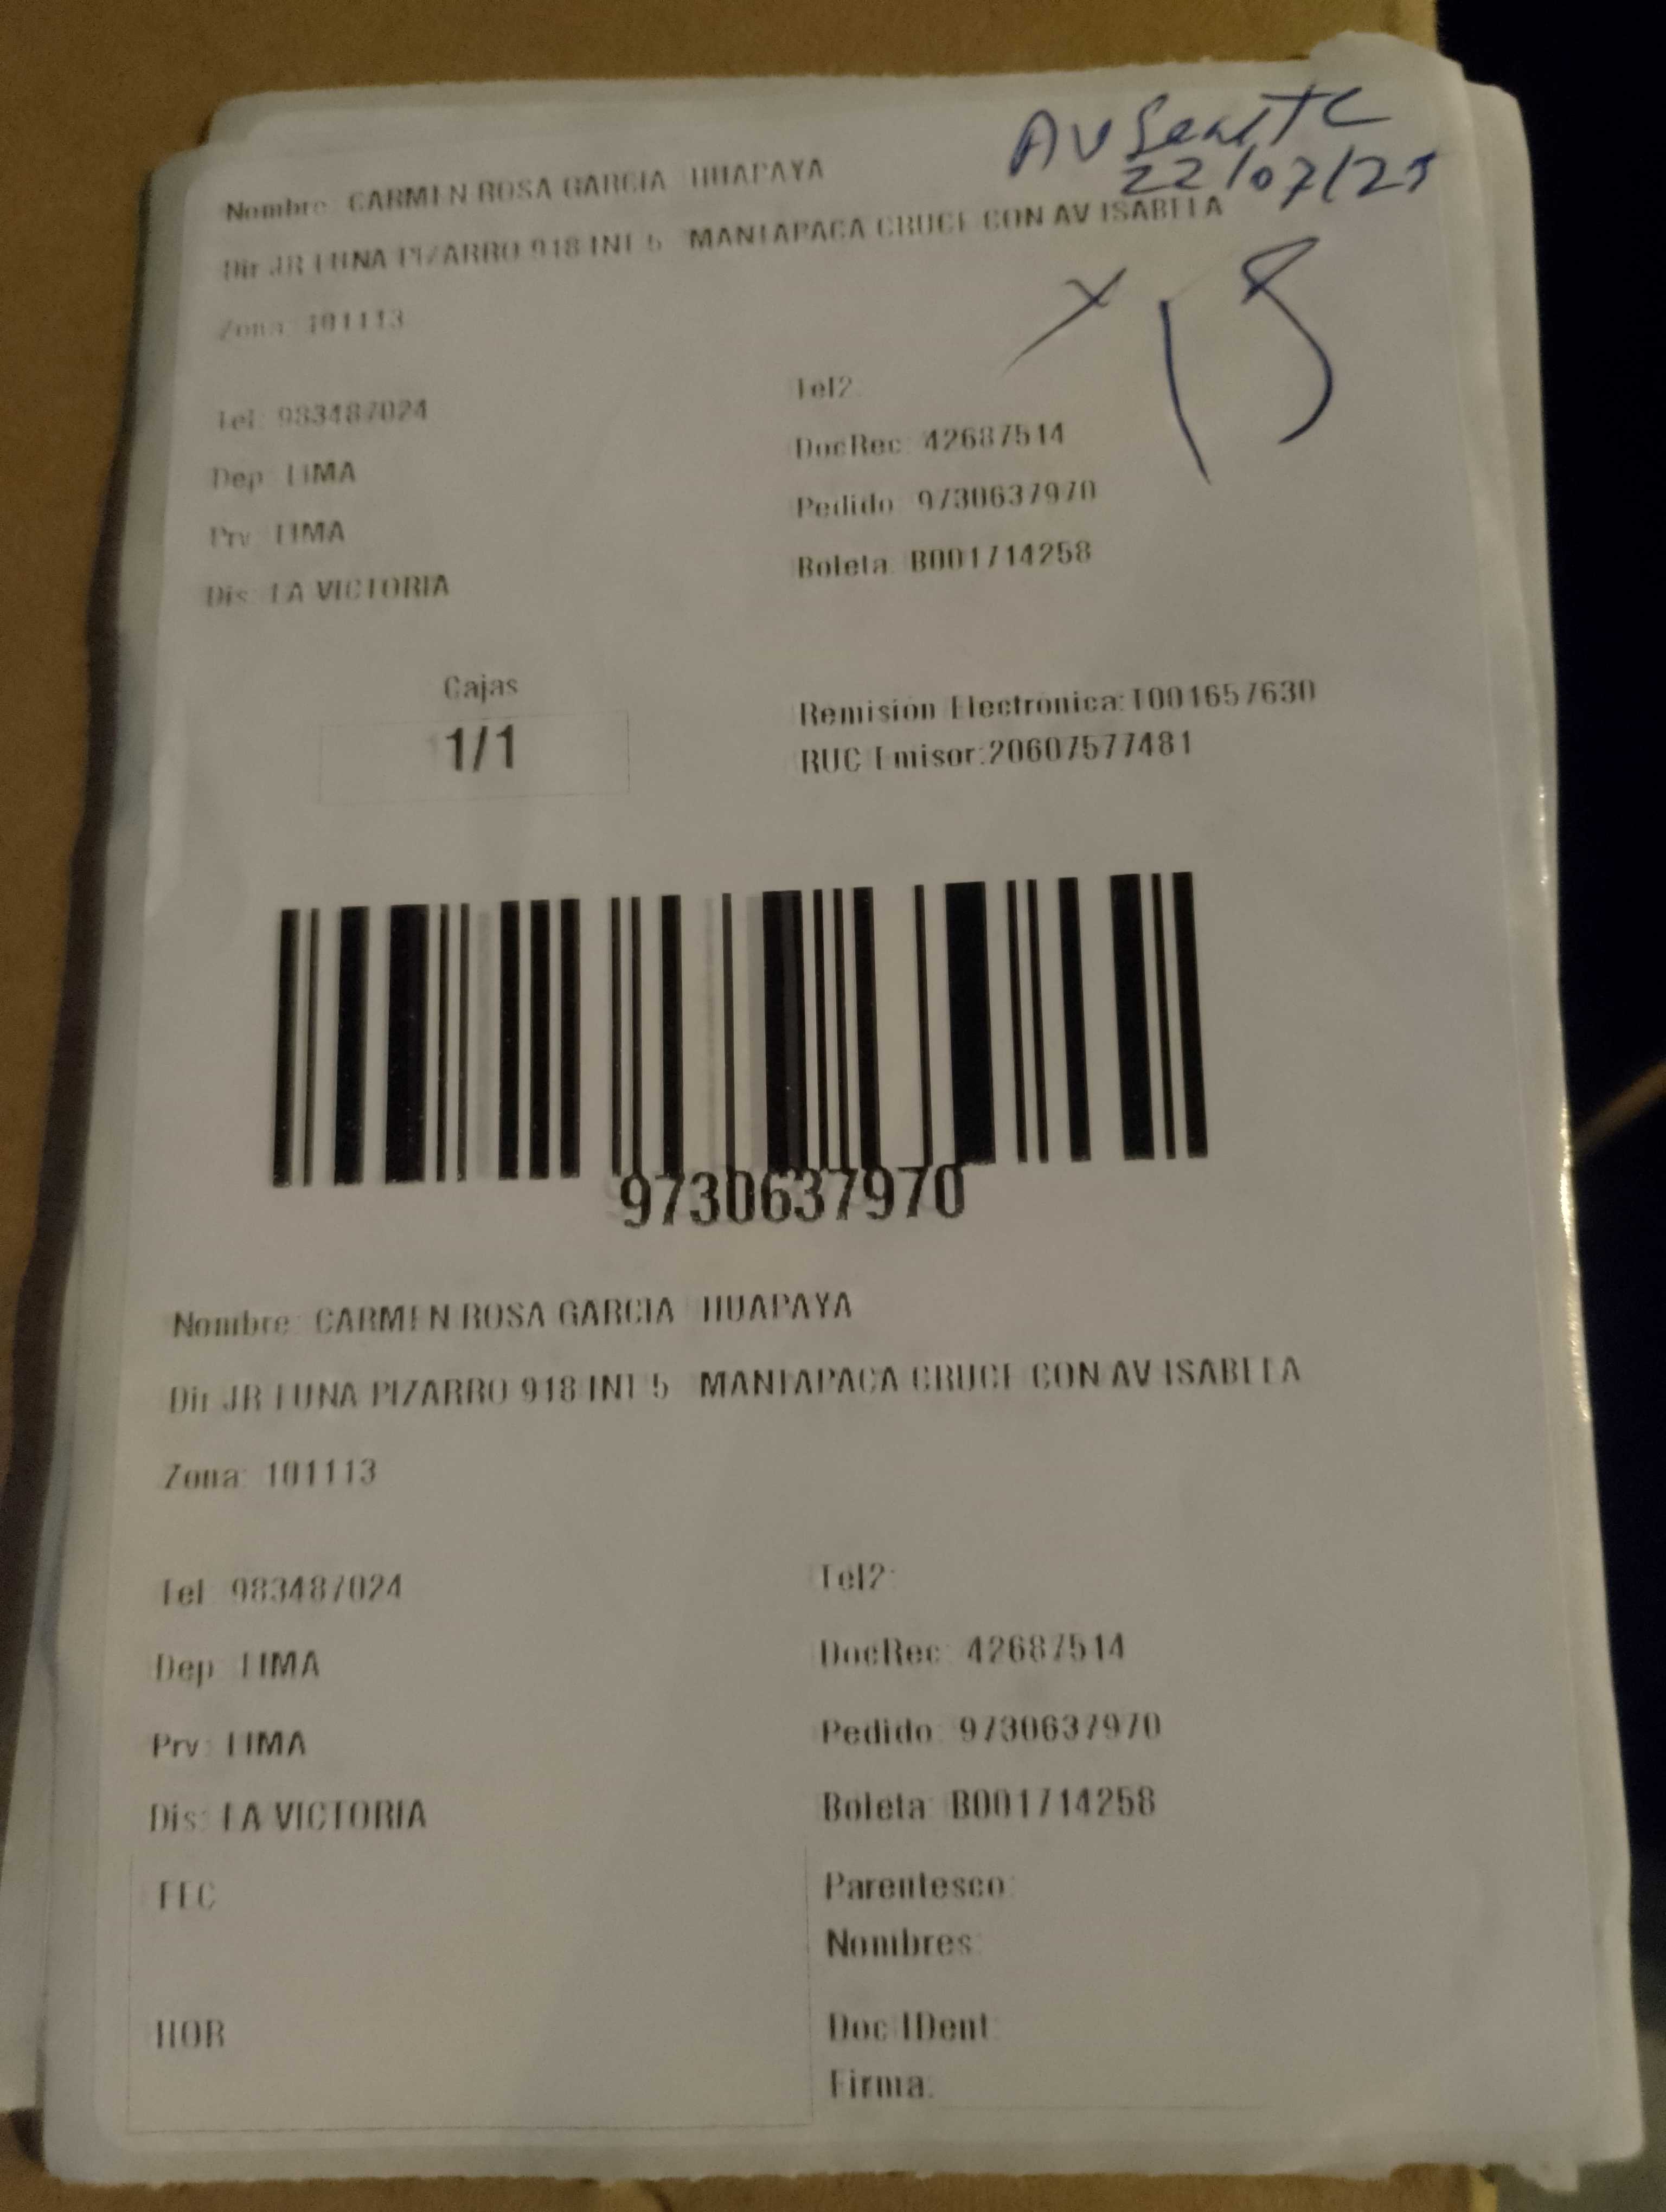 Ausente
22/07/25
Nombre: CARMEN ROSA GARCIA HUAPAYA
Dir JR LUNA PIZARRO 918 INT 5 MANTAPACA CRUCE CON AV ISABELA
Zona: 101113
Tel: 983487024
Tel2:
Dep: LIMA
DocRec: 42687514
Prv: LIMA
Pedido: 9730637970
Dis: LA VICTORIA
Boleta: B001714258
Cajas
1/1
Remision Electronica:T001657630
RUC Emisor:20607577481
9730637970
Nombre: CARMEN ROSA GARCIA HUAPAYA
Dir JR LUNA PIZARRO 918 INT 5 MANTAPACA CRUCE CON AV ISABELA
Zona: 101113
Tel: 983487024
Tel2:
Dep: LIMA
DocRec: 42687514
Prv: LIMA
Pedido: 9730637970
Dis: LA VICTORIA
Boleta: B001714258
FEC
Parentesco:
Nombres:
HOR
Doc IDent:
Firma: